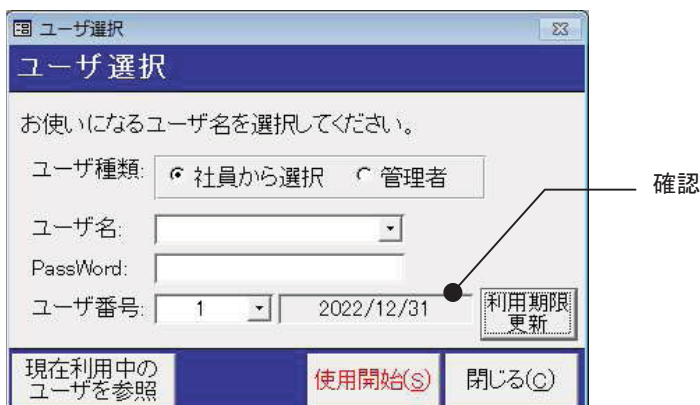 ユーザ選択
ユーザ選択
お使いになるユーザ名を選択してください。
ユーザ種類: 社員から選択 管理者
確認
ユーザ名:
PassWord:
ユーザ番号: 1 2022/12/31 利用期限
更新
現在利用中の
ユーザを参照
使用開始(S) 閉じる(C)